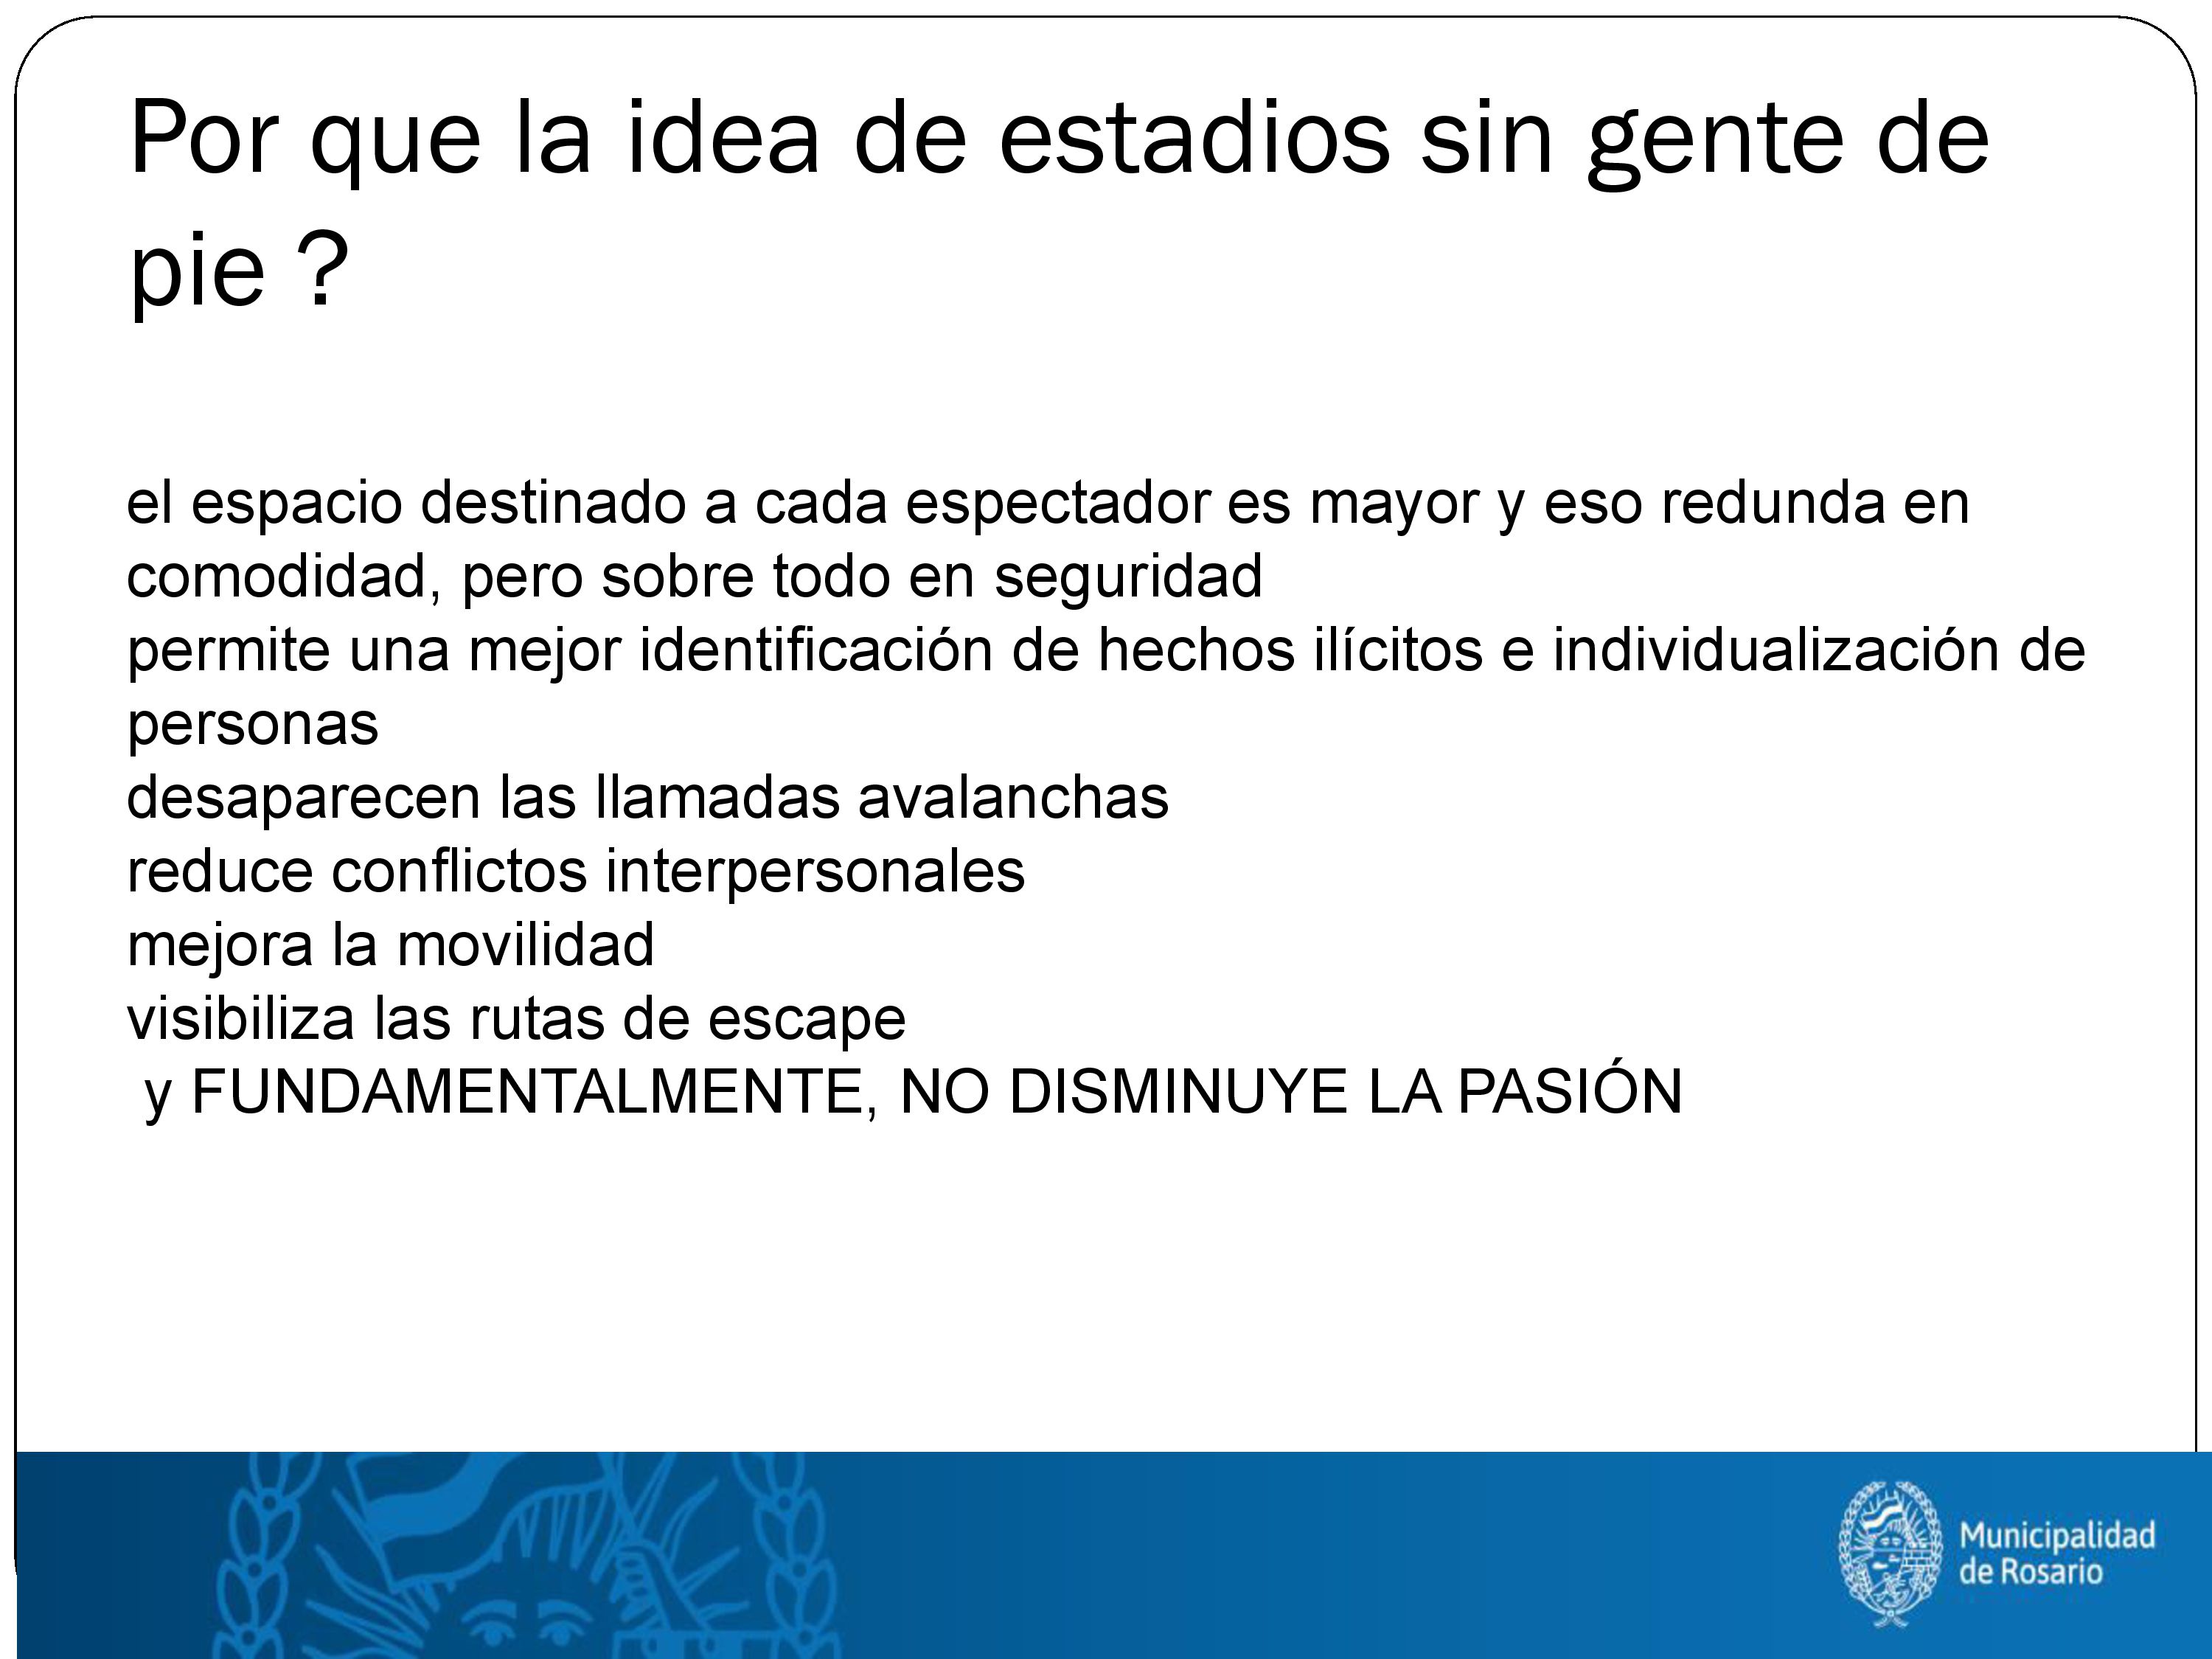 Por que la idea de estadios sin gente de
pie ?
el espacio destinado a cada espectador es mayor y eso redunda en
comodidad, pero sobre todo en seguridad
permite una mejor identificación de hechos ilícitos e individualización de
personas
desaparecen las llamadas avalanchas
reduce conflictos interpersonales
mejora la movilidad
visibiliza las rutas de escape
y FUNDAMENTALMENTE, NO DISMINUYE LA PASIÓN
Municipalidad
de Rosario